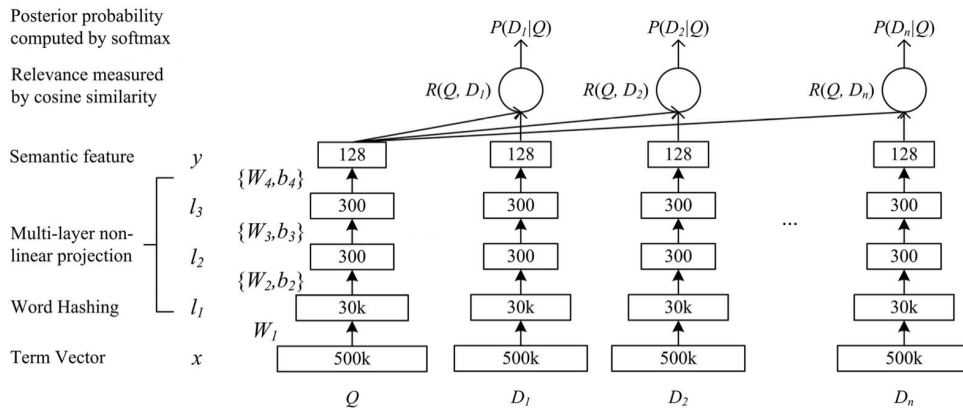 Posterior probability
computed by softmax
P(D₁|Q) P(D₂|Q) P(Dₙ|Q)
Relevance measured
by cosine similarity
R(Q, D₁) R(Q, D₂) R(Q, Dₙ)
Semantic feature y 128 128 128 128
{W₄,b₄}
l₃ 300 300 300 300
Multi-layer non-
linear projection
{W₃,b₃}
...
l₂ 300 300 300 300
{W₂,b₂}
Word Hashing l₁ 30k 30k 30k 30k
W₁
Term Vector x 500k 500k 500k 500k
Q D₁ D₂ Dₙ